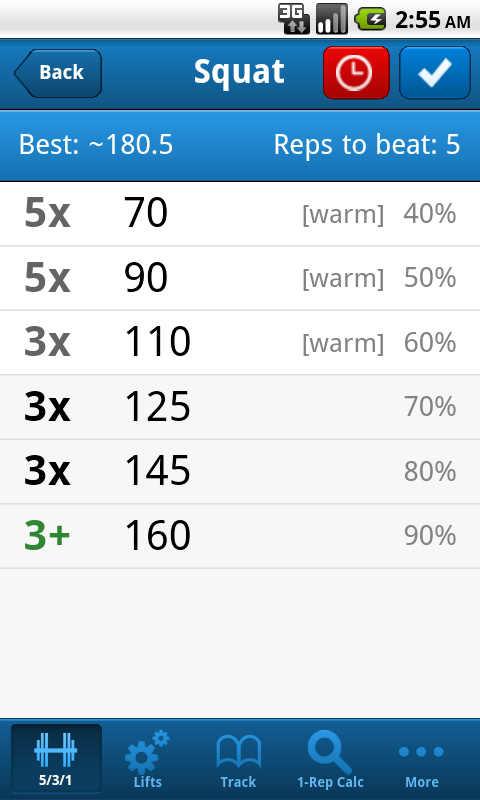 3G 2:55 AM
Back Squat
Best: ~180.5 Reps to beat: 5
5x 70 [warm] 40%
5x 90 [warm] 50%
3x 110 [warm] 60%
3x 125 70%
3x 145 80%
3+ 160 90%
5/3/1 Lifts Track 1-Rep Calc More